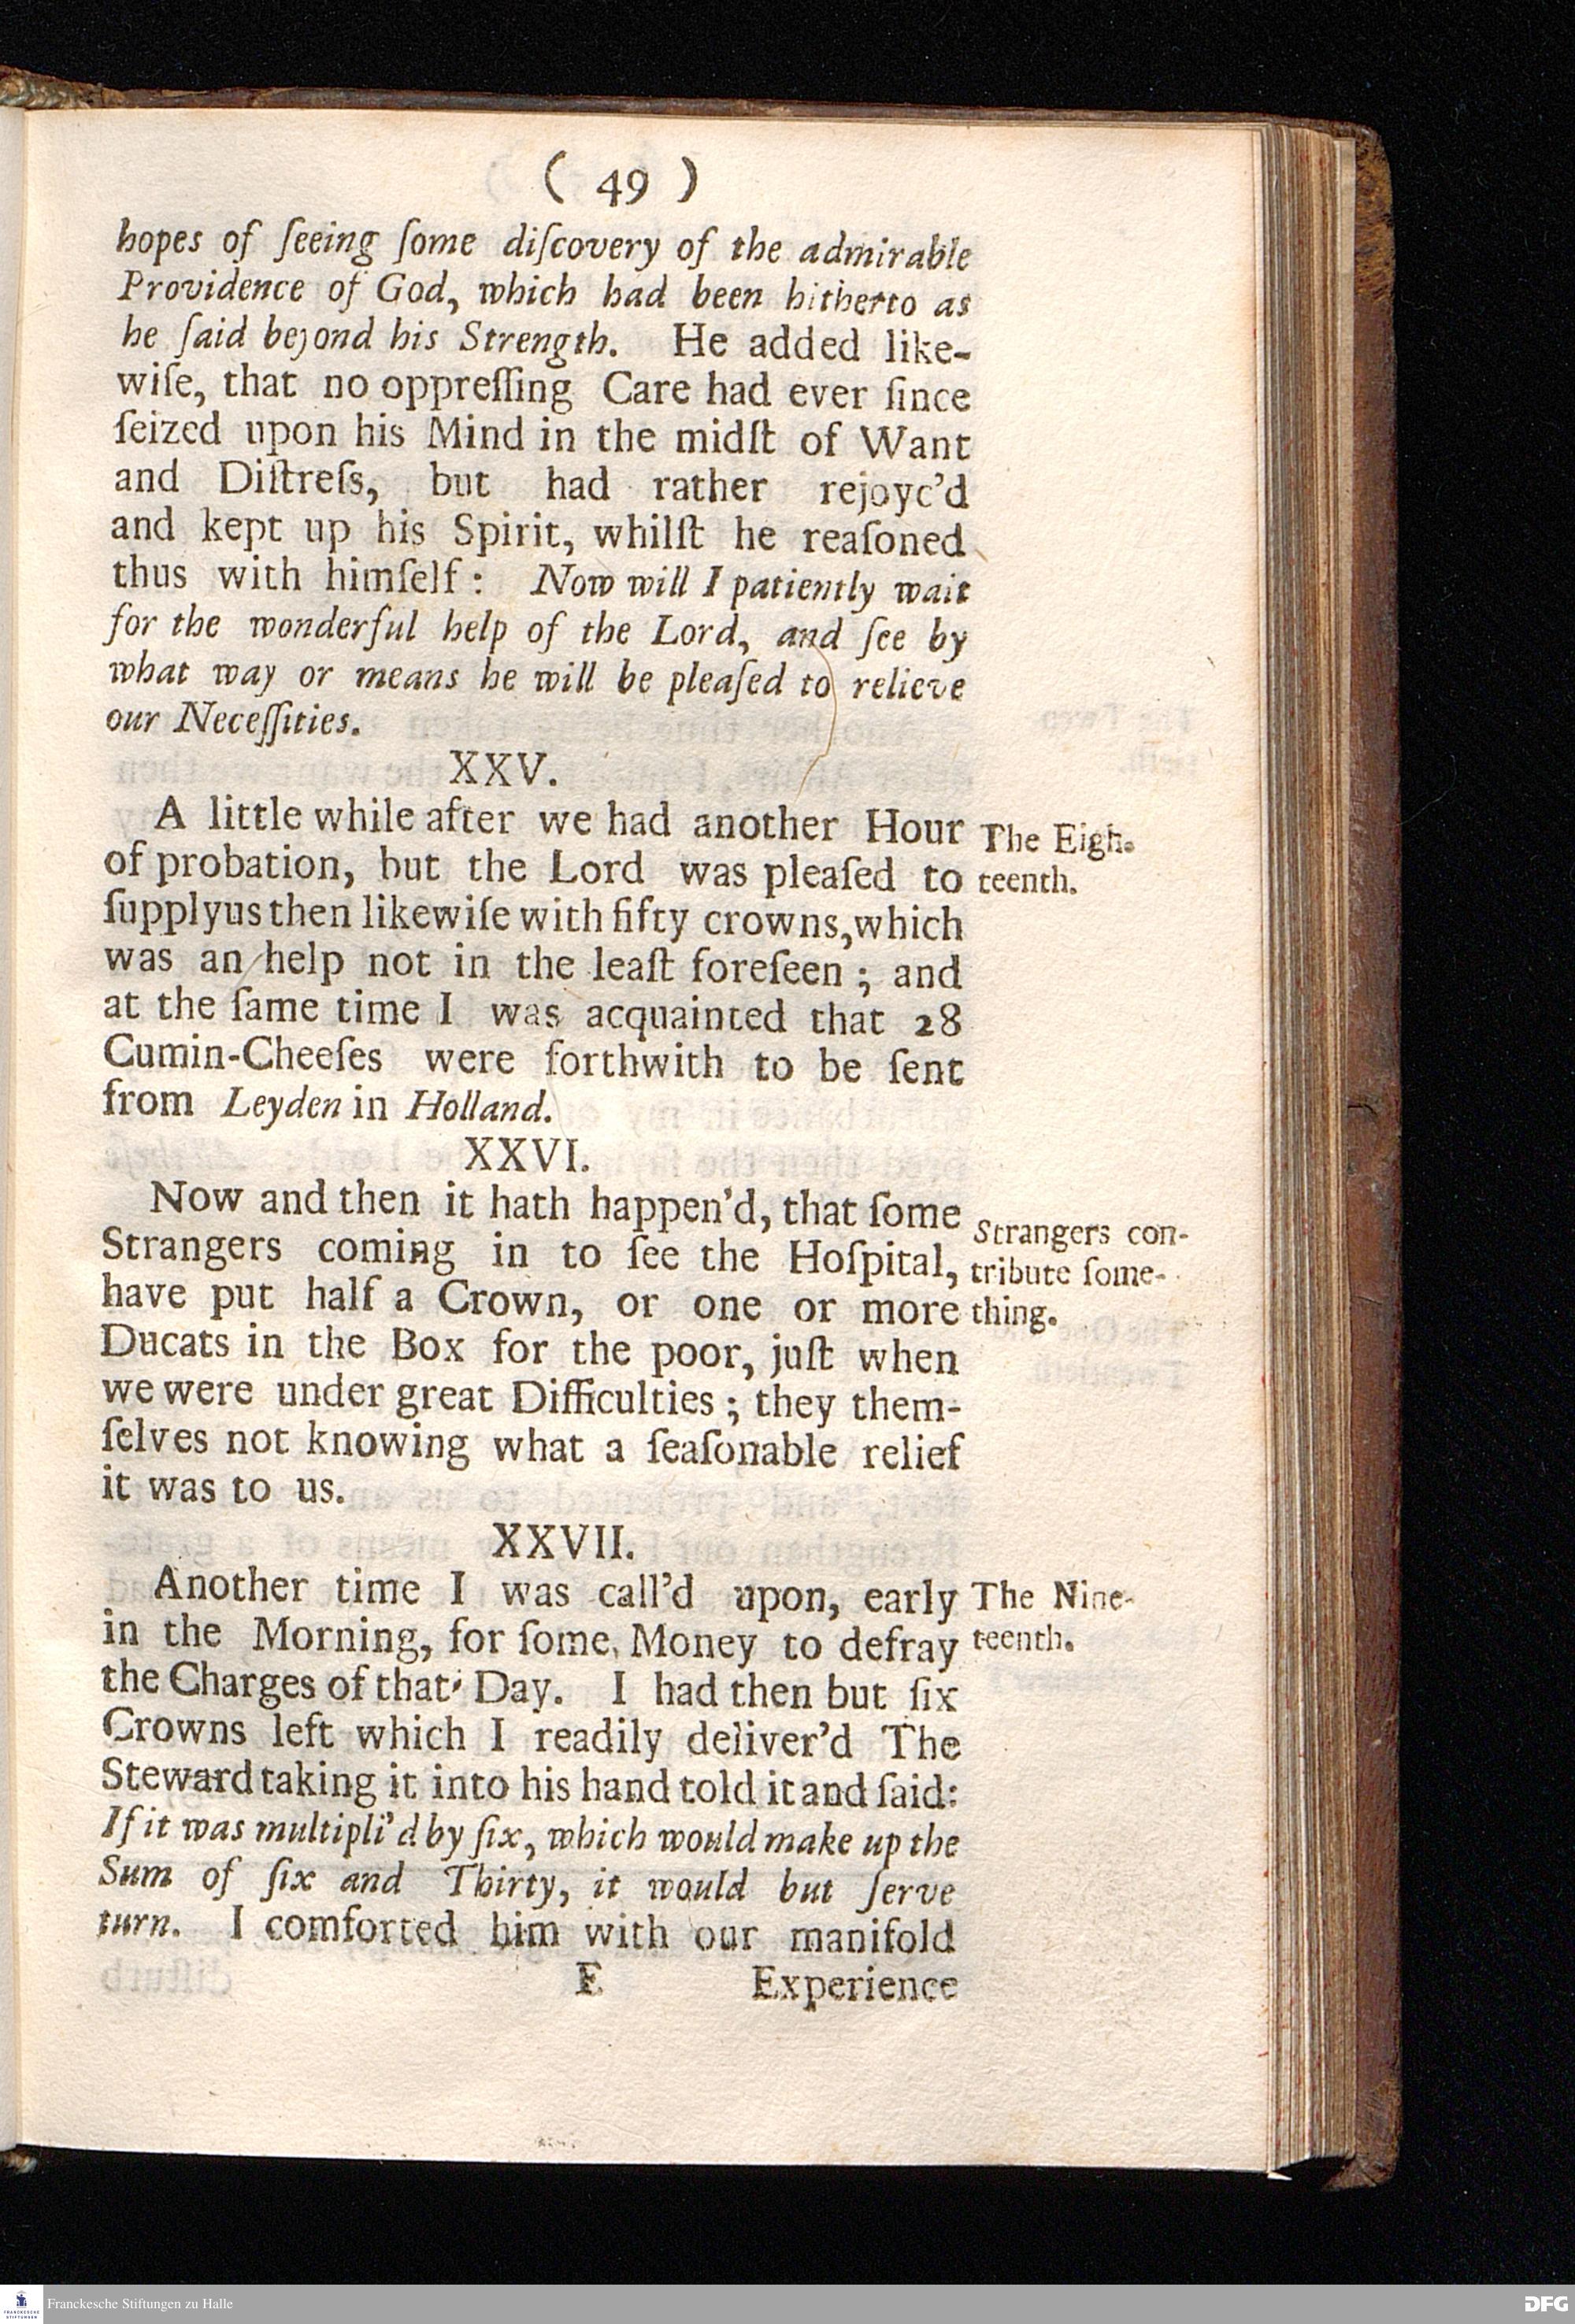 ( 49 )
hopes of ſeeing ſome diſcovery of the admirable
Providence of God, which had been hitherto as
he ſaid beyond his Strength. He added like-
wiſe, that no oppreſſing Care had ever ſince
ſeized upon his Mind in the midſt of Want
and Diſtreſs, but had rather rejoyc'd
and kept up his Spirit, whilſt he reaſoned
thus with himſelf: Now will I patiently wait
for the wonderful help of the Lord, and ſee by
what way or means he will be pleaſed to relieve
our Neceſſities.
XXV.
A little while after we had another Hour
of probation, but the Lord was pleaſed to
ſupplyus then likewiſe with fifty crowns, which
was an help not in the leaſt foreſeen; and
at the ſame time I was acquainted that 28
Cumin-Cheeſes were forthwith to be ſent
from Leyden in Holland.
The Eigh-
teenth.
XXVI.
Now and then it hath happen'd, that ſome
Strangers coming in to ſee the Hoſpital,
have put half a Crown, or one or more
Ducats in the Box for the poor, juſt when
we were under great Difficulties; they them-
ſelves not knowing what a ſeaſonable relief
it was to us.
Strangers con-
tribute ſome-
thing.
XXVII.
Another time I was call'd upon, early
in the Morning, for ſome Money to defray
the Charges of that Day. I had then but ſix
Crowns left which I readily deliver'd The
Steward taking it into his hand told it and ſaid:
If it was multipli'd by ſix, which would make up the
Sum of ſix and Thirty, it would but ſerve
turn. I comforted him with our manifold
The Nine-
teenth.
E Experience
FRANCKESCHE
STIFTUNGEN
Franckesche Stiftungen zu Halle
DFG